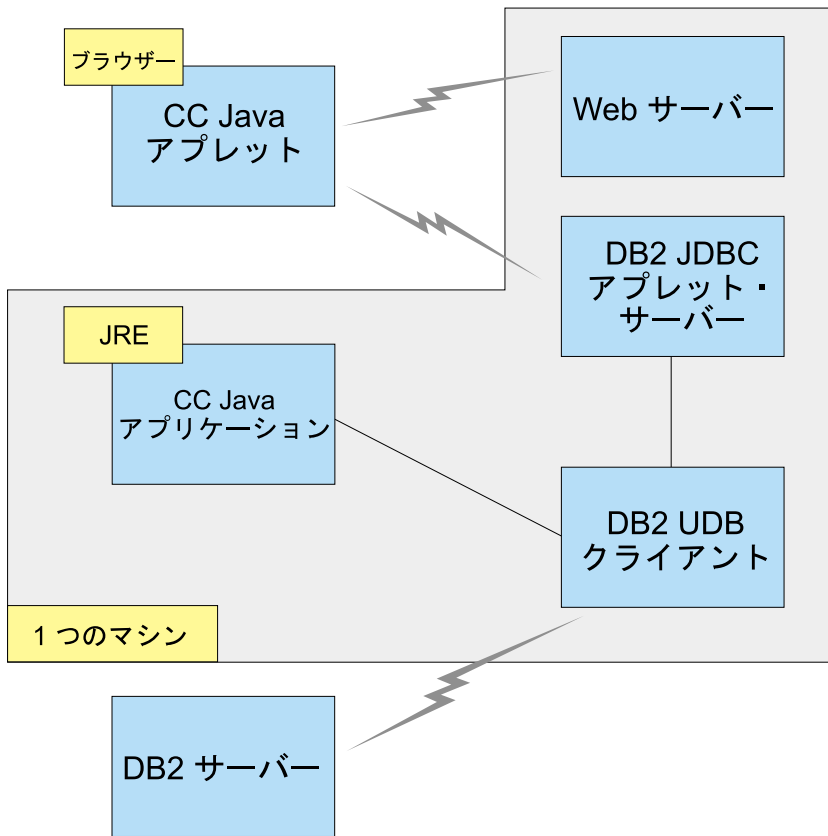 ブラウザー
CC Java
アプレット
Web サーバー
DB2 JDBC
アプレット・
サーバー
JRE
CC Java
アプリケーション
DB2 UDB
クライアント
1 つのマシン
DB2 サーバー